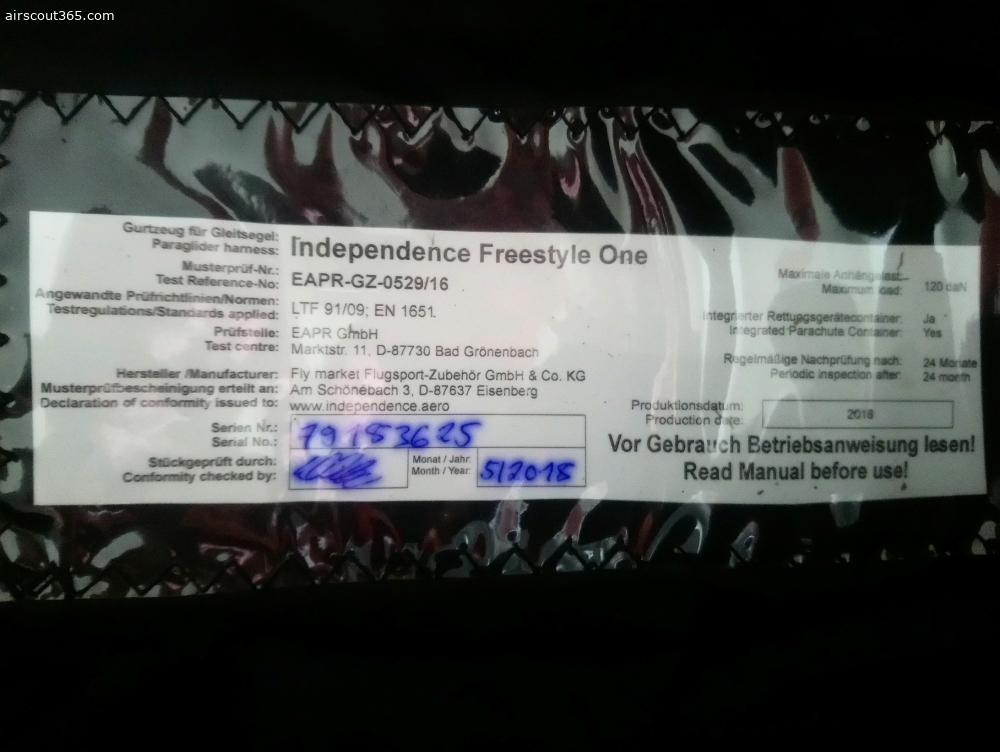 airscout365.com
Gurtzeug für Gleitsegel:
Paraglider harness:
Independence Freestyle One
Musterprüf-Nr.:
Test Reference-No:
EAPR-GZ-0529/16
Angewandte Prüfrichtlinien/Normen:
Testregulations/Standards applied:
LTF 91/09; EN 1651
Prüfstelle:
Test centre:
EAPR GmbH
Marktstr. 11, D-87730 Bad Grönenbach
Hersteller /Manufacturer:
Musterprüfbescheinigung erteilt an:
Declaration of conformity issued to:
Fly market Flugsport-Zubehör GmbH & Co. KG
Am Schönebach 3, D-87637 Eisenberg
www.independence.aero
Serien Nr.:
Serial No.:
79183625
Stückgeprüft durch:
Conformity checked by:
Monat / Jahr:
Month / Year:
5/2018
Maximale Anhängelast:
Maximum load:
120 daN
Integrierter Rettungsgerätecontainer:
Integrated Parachute Container:
Ja
Yes
Regelmäßige Nachprüfung nach:
Periodic inspection after:
24 Monate
24 month
Produktionsdatum:
Production date:
2018
Vor Gebrauch Betriebsanweisung lesen!
Read Manual before use!